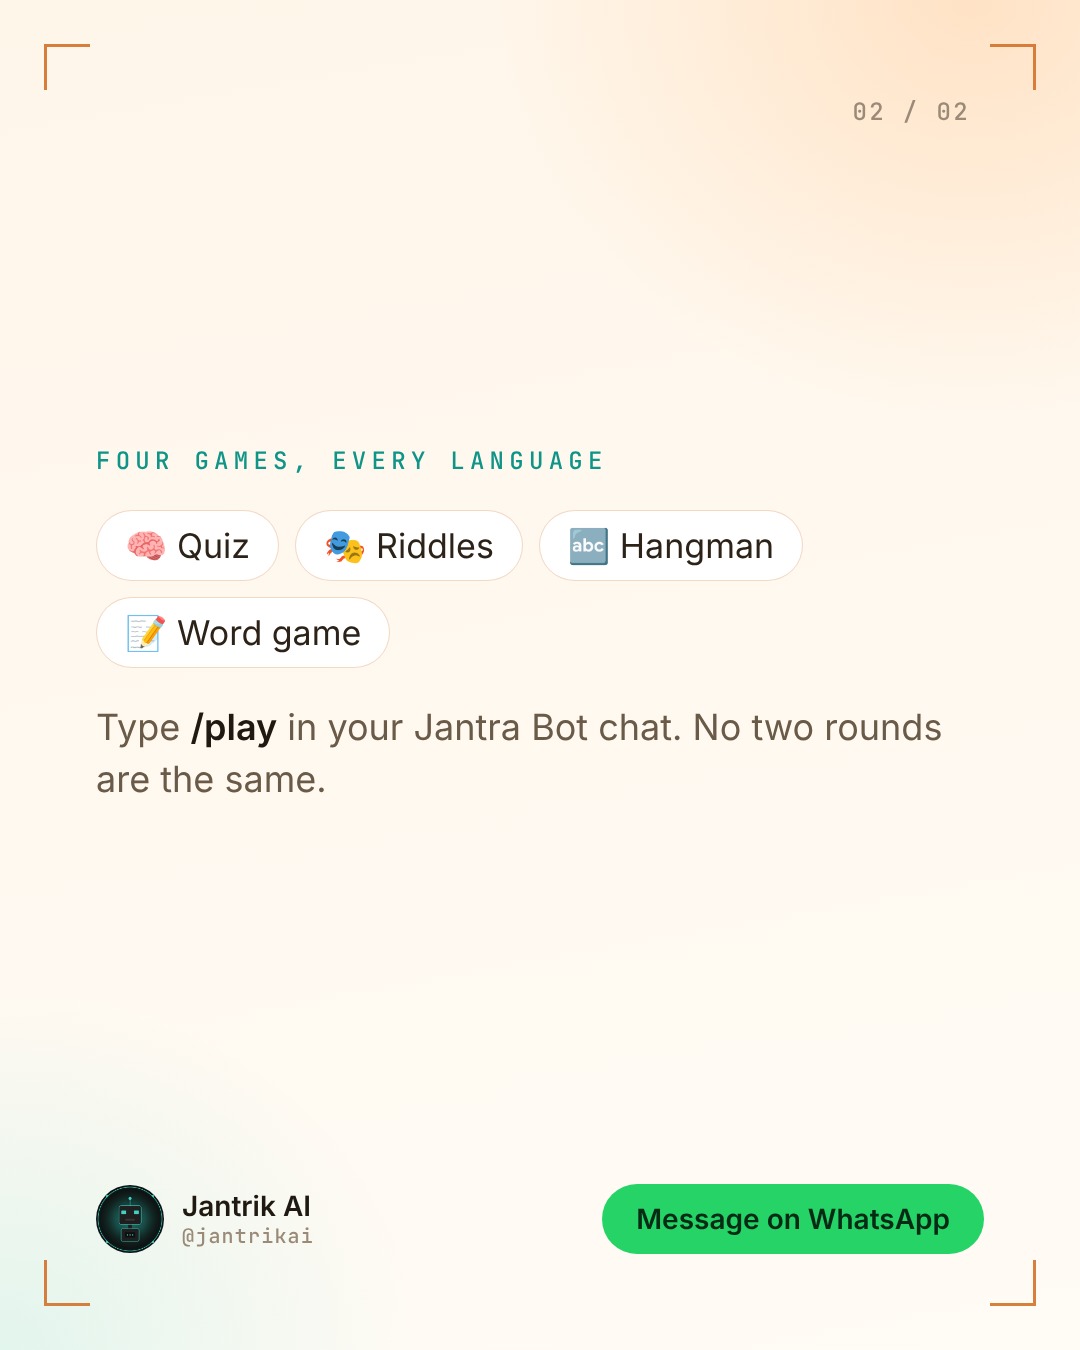 02 / 02
FOUR GAMES, EVERY LANGUAGE
🧠 Quiz
🎭 Riddles
🔤 Hangman
📝 Word game
Type /play in your Jantra Bot chat. No two rounds
are the same.
Jantrik AI
@jantrikai
Message on WhatsApp